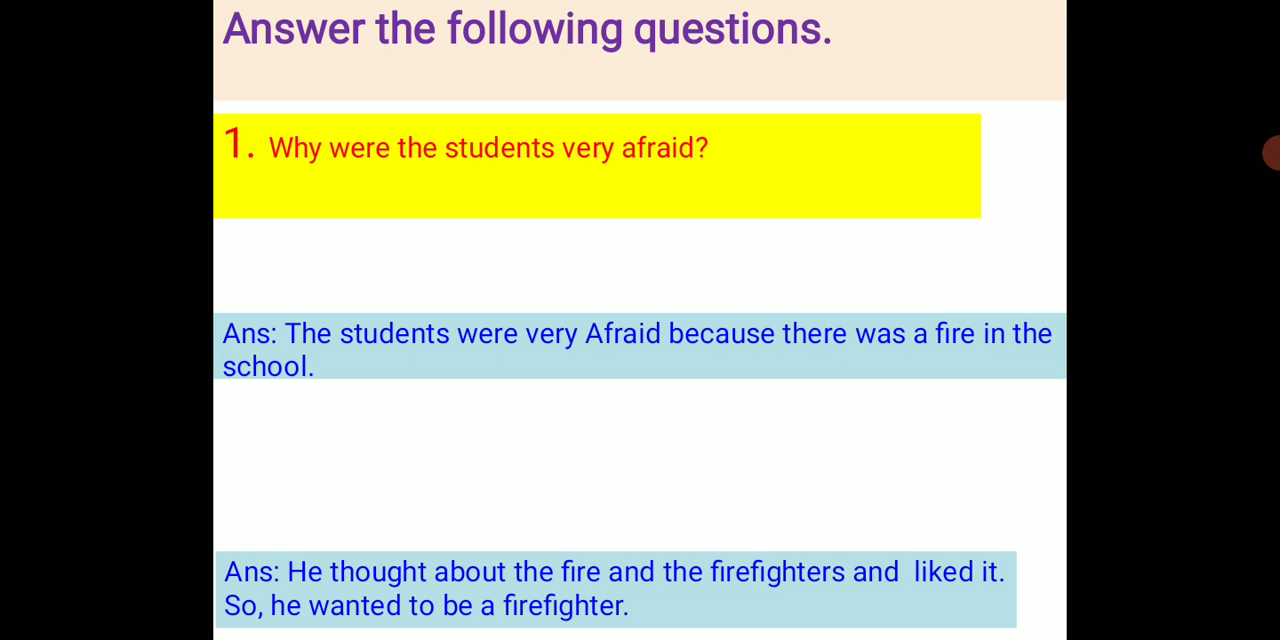 Answer the following questions.
1. Why were the students very afraid?
Ans: The students were very Afraid because there was a fire in the
school.
Ans: He thought about the fire and the firefighters and  liked it.
So, he wanted to be a firefighter.